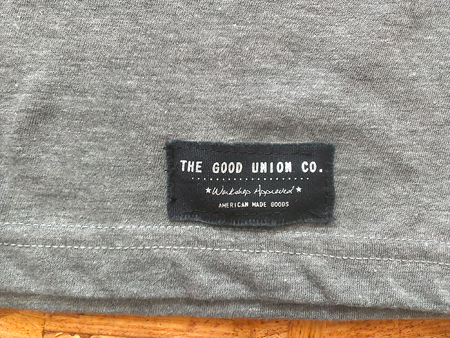 THE GOOD UNION CO.
★Workshop Approved★
AMERICAN MADE GOODS